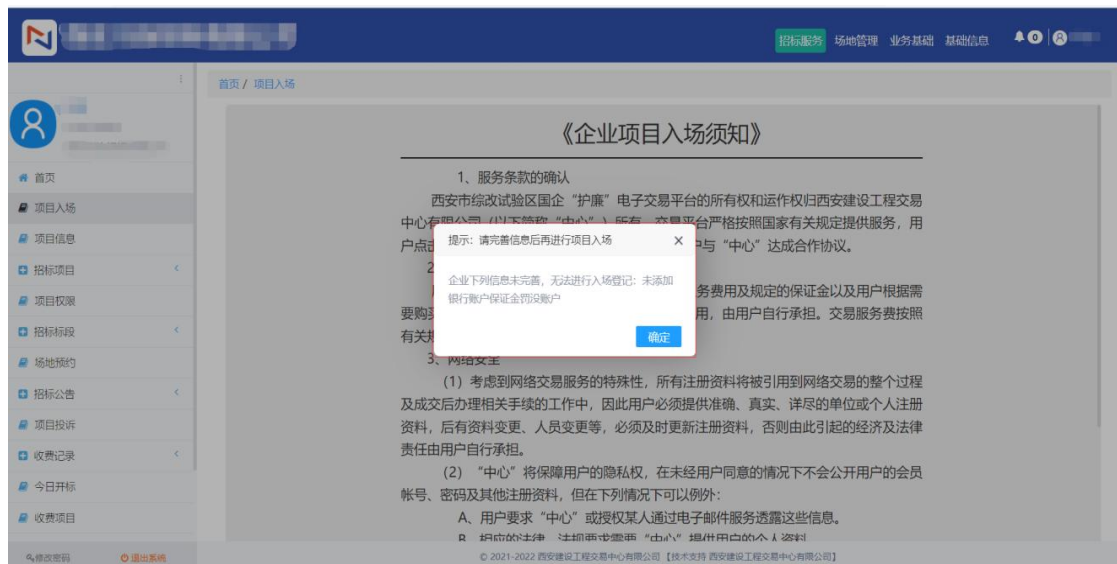 招标服务 场地管理 业务基础 基础信息 0
首页 / 项目入场
首页
项目入场
项目信息
招标项目
项目权限
招标标段
场地预约
招标公告
项目投诉
收费记录
今日开标
收费项目
修改密码 退出系统
《企业项目入场须知》
1、服务条款的确认
西安市综改试验区国企“护廉”电子交易平台的所有权和运作权归西安建设工程交易
中心有限公司（以下简称“中心”）所有，交易平台严格按照国家有关规定提供服务，用
户点 户与“中心”达成合作协议。
2
务费用及规定的保证金以及用户根据需
要购 用，由用户自行承担。交易服务费按照
有关
3、网络安全
（1）考虑到网络交易服务的特殊性，所有注册资料将被引用到网络交易的整个过程
及成交后办理相关手续的工作中，因此用户必须提供准确、真实、详尽的单位或个人注册
资料，后有资料变更、人员变更等，必须及时更新注册资料，否则由此引起的经济及法律
责任由用户自行承担。
（2）“中心”将保障用户的隐私权，在未经用户同意的情况下不会公开用户的会员
帐号、密码及其他注册资料，但在下列情况下可以例外：
A、用户要求“中心”或授权某人通过电子邮件服务透露这些信息。
B、相应的法律、法规要求需要“中心”提供用户的个人资料
提示：请完善信息后再进行项目入场
企业下列信息未完善，无法进行入场登记：未添加
银行账户保证金罚没账户
确定
© 2021-2022 西安建设工程交易中心有限公司【技术支持 西安建设工程交易中心有限公司】